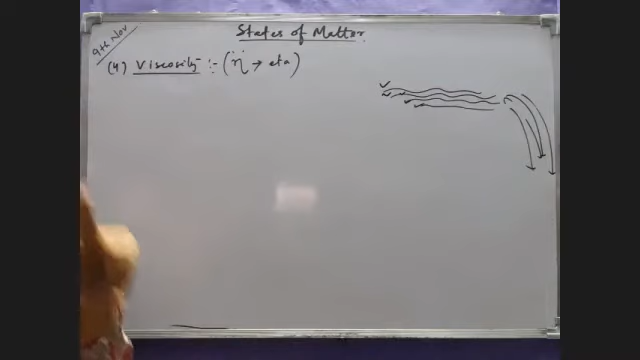 9th Nov
States of Matter
(4) Viscosity :- (η → eta)